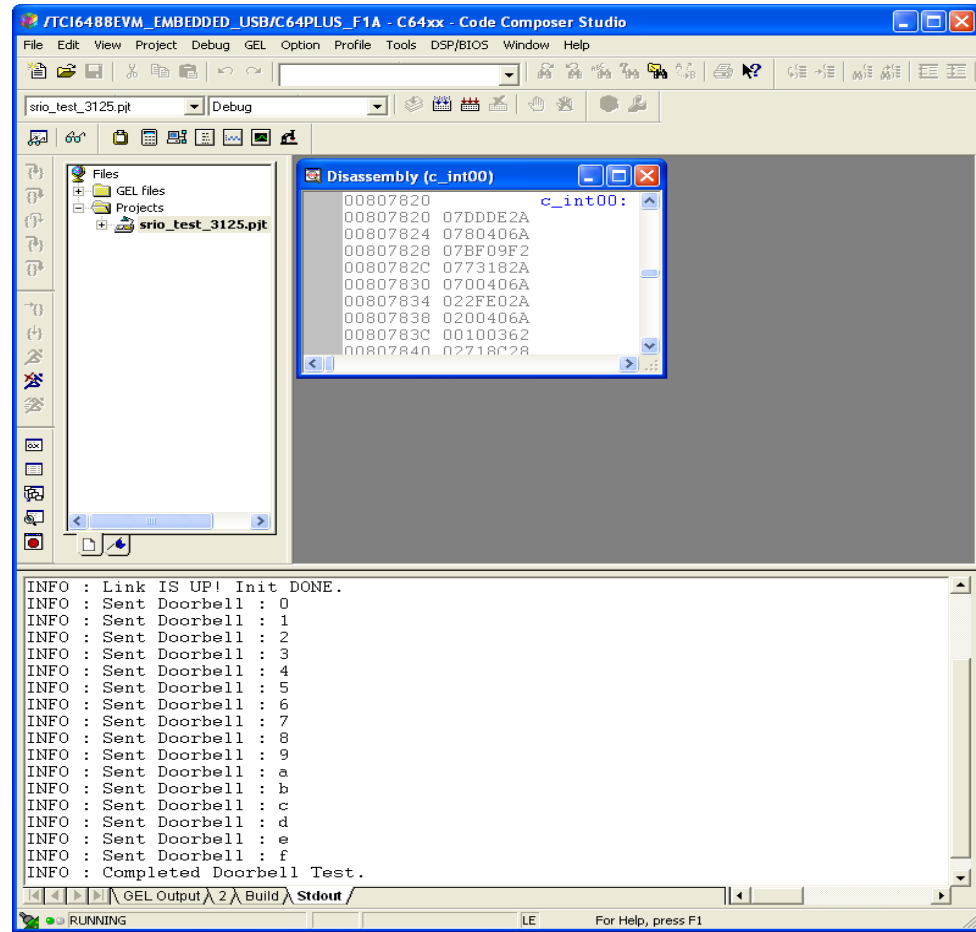 /TCI6488EVM_EMBEDDED_USB/C64PLUS_F1A - C64xx - Code Composer Studio
File Edit View Project Debug GEL Option Profile Tools DSP/BIOS Window Help
srio_test_3125.pjt Debug
Files
GEL files
Projects
srio_test_3125.pjt
Disassembly (c_int00)
00807820 c_int00:
00807820 07DDDE2A
00807824 0780406A
00807828 07BF09F2
0080782C 0773182A
00807830 0700406A
00807834 022FE02A
00807838 0200406A
0080783C 00100362
00807840 02718C28
INFO : Link IS UP! Init DONE.
INFO : Sent Doorbell : 0
INFO : Sent Doorbell : 1
INFO : Sent Doorbell : 2
INFO : Sent Doorbell : 3
INFO : Sent Doorbell : 4
INFO : Sent Doorbell : 5
INFO : Sent Doorbell : 6
INFO : Sent Doorbell : 7
INFO : Sent Doorbell : 8
INFO : Sent Doorbell : 9
INFO : Sent Doorbell : a
INFO : Sent Doorbell : b
INFO : Sent Doorbell : c
INFO : Sent Doorbell : d
INFO : Sent Doorbell : e
INFO : Sent Doorbell : f
INFO : Completed Doorbell Test.
GEL Output 2 Build Stdout
RUNNING LE For Help, press F1